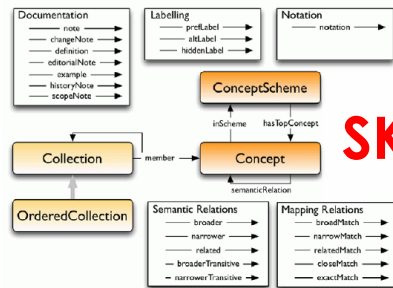 Documentation
note
changeNote
definition
editorialNote
example
historyNote
scopeNote
Labelling
prefLabel
altLabel
hiddenLabel
Notation
notation
ConceptScheme
inScheme
hasTopConcept
SK
Collection
member
Concept
semanticRelation
OrderedCollection
Semantic Relations
broader
narrower
related
broaderTransitive
narrowerTransitive
Mapping Relations
broadMatch
narrowMatch
relatedMatch
closeMatch
exactMatch